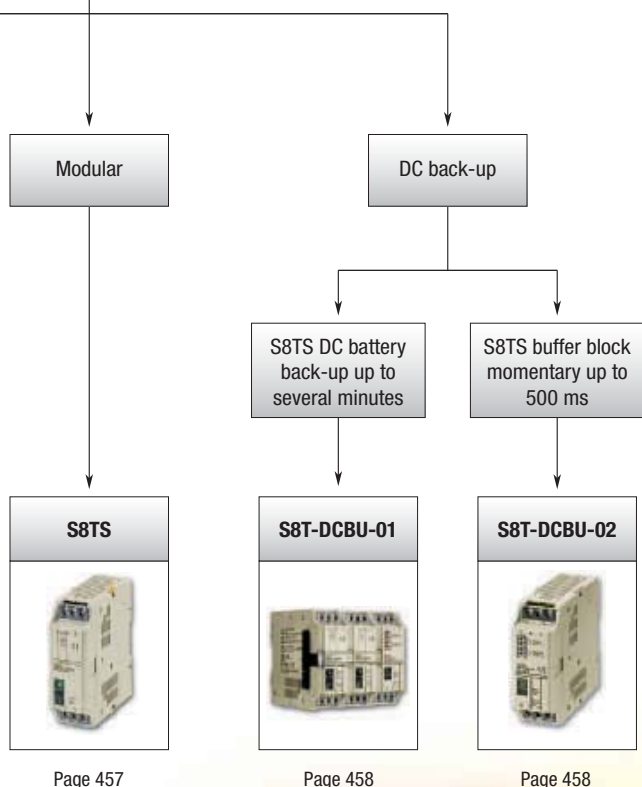 Modular
DC back-up
S8TS DC battery
back-up up to
several minutes
S8TS buffer block
momentary up to
500 ms
S8TS
S8T-DCBU-01
S8T-DCBU-02
Page 457
Page 458
Page 458